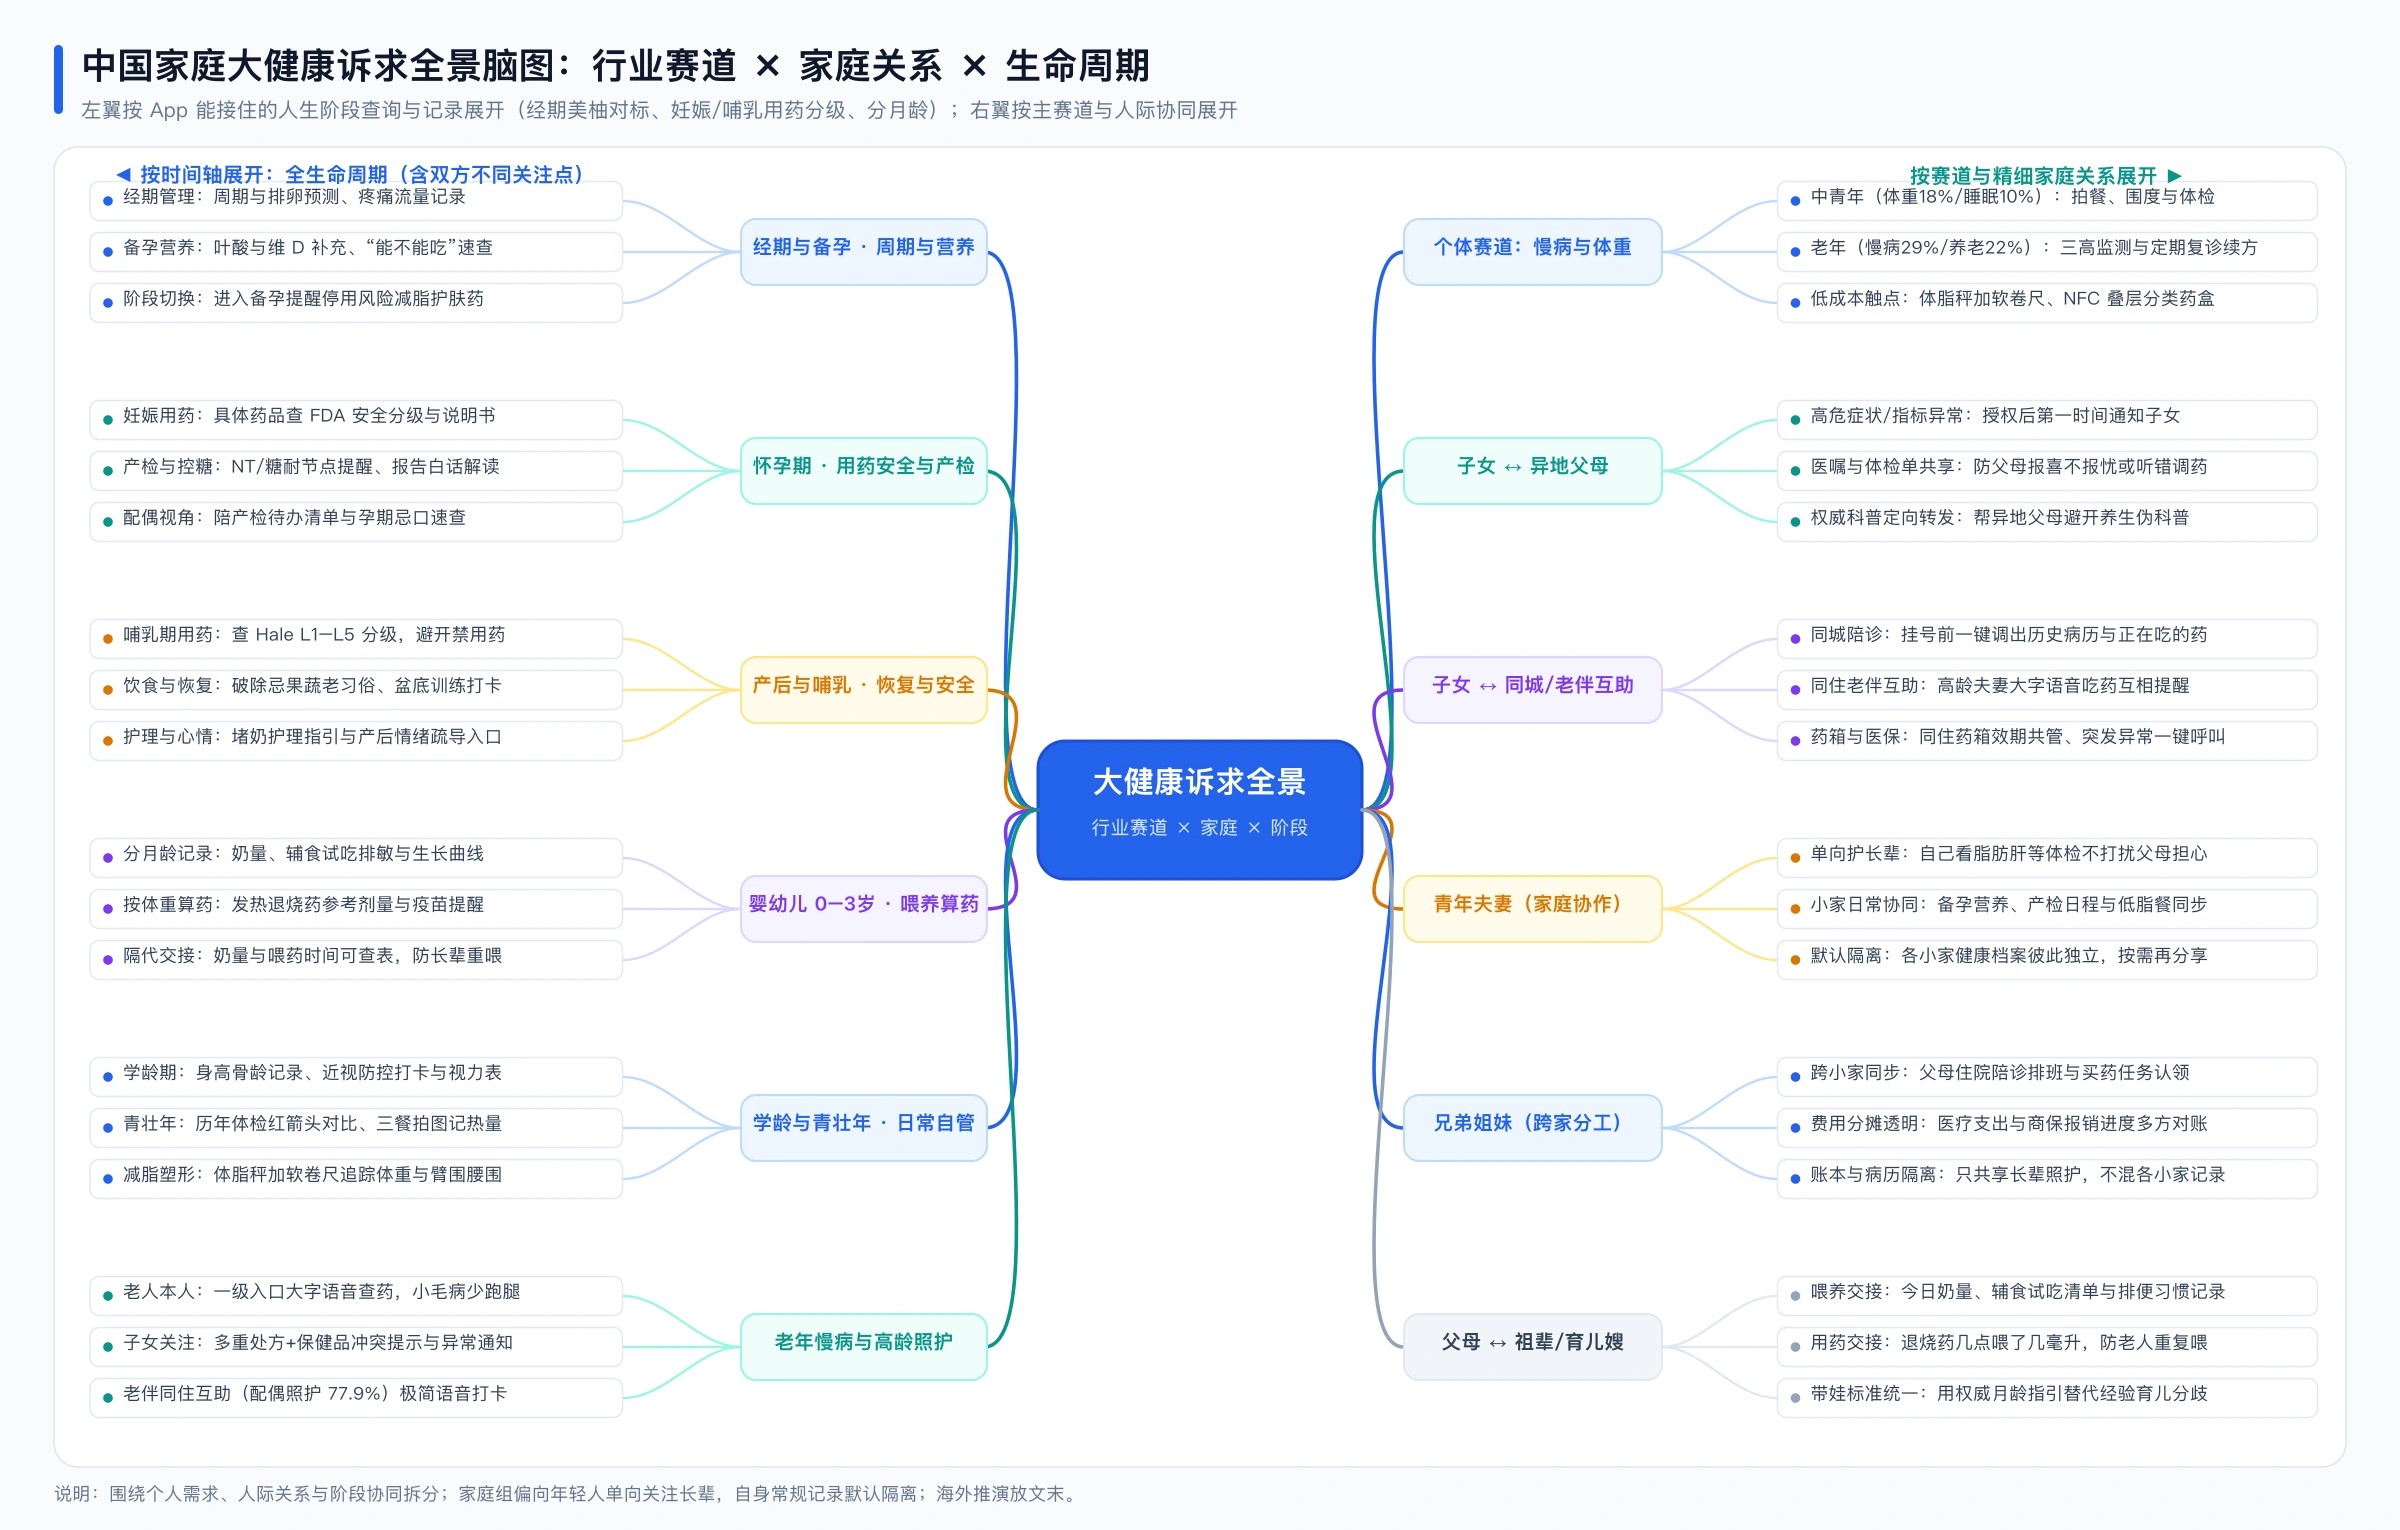 中国家庭大健康诉求全景脑图：行业赛道 × 家庭关系 × 生命周期
左翼按 App 能接住的人生阶段查询与记录展开（经期美柚对标、妊娠/哺乳用药分级、分月龄）；右翼按主赛道与人际协同展开
◀ 按时间轴展开：全生命周期（含双方不同关注点）
经期管理：周期与排卵预测、疼痛流量记录
备孕营养：叶酸与维 D 补充、“能不能吃”速查
阶段切换：进入备孕提醒停用风险减脂护肤药
经期与备孕 · 周期与营养
妊娠用药：具体药品查 FDA 安全分级与说明书
产检与控糖：NT/糖耐节点提醒、报告白话解读
配偶视角：陪产检待办清单与孕期忌口速查
怀孕期 · 用药安全与产检
哺乳期用药：查 Hale L1—L5 分级，避开禁用药
饮食与恢复：破除忌果蔬老习俗、盆底训练打卡
护理与心情：堵奶护理指引与产后情绪疏导入口
产后与哺乳 · 恢复与安全
分月龄记录：奶量、辅食试吃排敏与生长曲线
按体重算药：发热退烧药参考剂量与疫苗提醒
隔代交接：奶量与喂药时间可查表，防长辈重喂
婴幼儿 0—3岁 · 喂养算药
学龄期：身高骨龄记录、近视防控打卡与视力表
青壮年：历年体检红箭头对比、三餐拍图记热量
减脂塑形：体脂秤加软卷尺追踪体重与臂围腰围
学龄与青壮年 · 日常自管
老人本人：一级入口大字语音查药，小毛病少跑腿
子女关注：多重处方+保健品冲突提示与异常通知
老伴同住互助（配偶照护 77.9%）极简语音打卡
老年慢病与高龄照护
大健康诉求全景
行业赛道 × 家庭 × 阶段
按赛道与精细家庭关系展开 ▶
个体赛道：慢病与体重
中青年（体重18%/睡眠10%）：拍餐、围度与体检
老年（慢病29%/养老22%）：三高监测与定期复诊续方
低成本触点：体脂秤加软卷尺、NFC 叠层分类药盒
子女 ↔ 异地父母
高危症状/指标异常：授权后第一时间通知子女
医嘱与体检单共享：防父母报喜不报忧或听错调药
权威科普定向转发：帮异地父母避开养生伪科普
子女 ↔ 同城/老伴互助
同城陪诊：挂号前一键调出历史病历与正在吃的药
同住老伴互助：高龄夫妻大字语音吃药互相提醒
药箱与医保：同住药箱效期共管、突发异常一键呼叫
青年夫妻（家庭协作）
单向护长辈：自己看脂肪肝等体检不打扰父母担心
小家日常协同：备孕营养、产检日程与低脂餐同步
默认隔离：各小家健康档案彼此独立，按需再分享
兄弟姐妹（跨家分工）
跨小家同步：父母住院陪诊排班与买药任务认领
费用分摊透明：医疗支出与商保报销进度多方对账
账本与病历隔离：只共享长辈照护，不混各小家记录
父母 ↔ 祖辈/育儿嫂
喂养交接：今日奶量、辅食试吃清单与排便习惯记录
用药交接：退烧药几点喂了几毫升，防老人重复喂
带娃标准统一：用权威月龄指引替代经验育儿分歧
说明：围绕个人需求、人际关系与阶段协同拆分；家庭组偏向年轻人单向关注长辈，自身常规记录默认隔离；海外推演放文末。